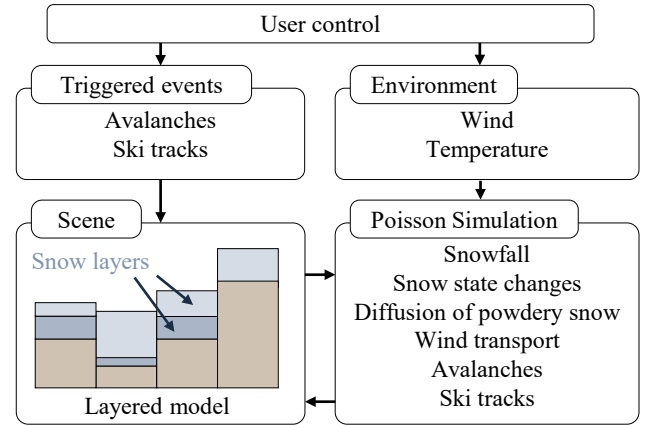 User control
Triggered events
Avalanches
Ski tracks
Environment
Wind
Temperature
Scene
Snow layers
Layered model
Poisson Simulation
Snowfall
Snow state changes
Diffusion of powdery snow
Wind transport
Avalanches
Ski tracks